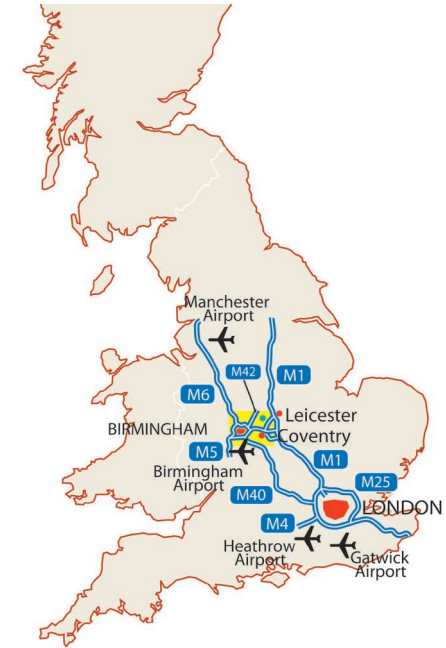 Manchester
Airport
M42
M1
M6
Leicester
BIRMINGHAM
Coventry
M5
M1
Birmingham
Airport
M25
M40
LONDON
M4
Heathrow
Airport
Gatwick
Airport